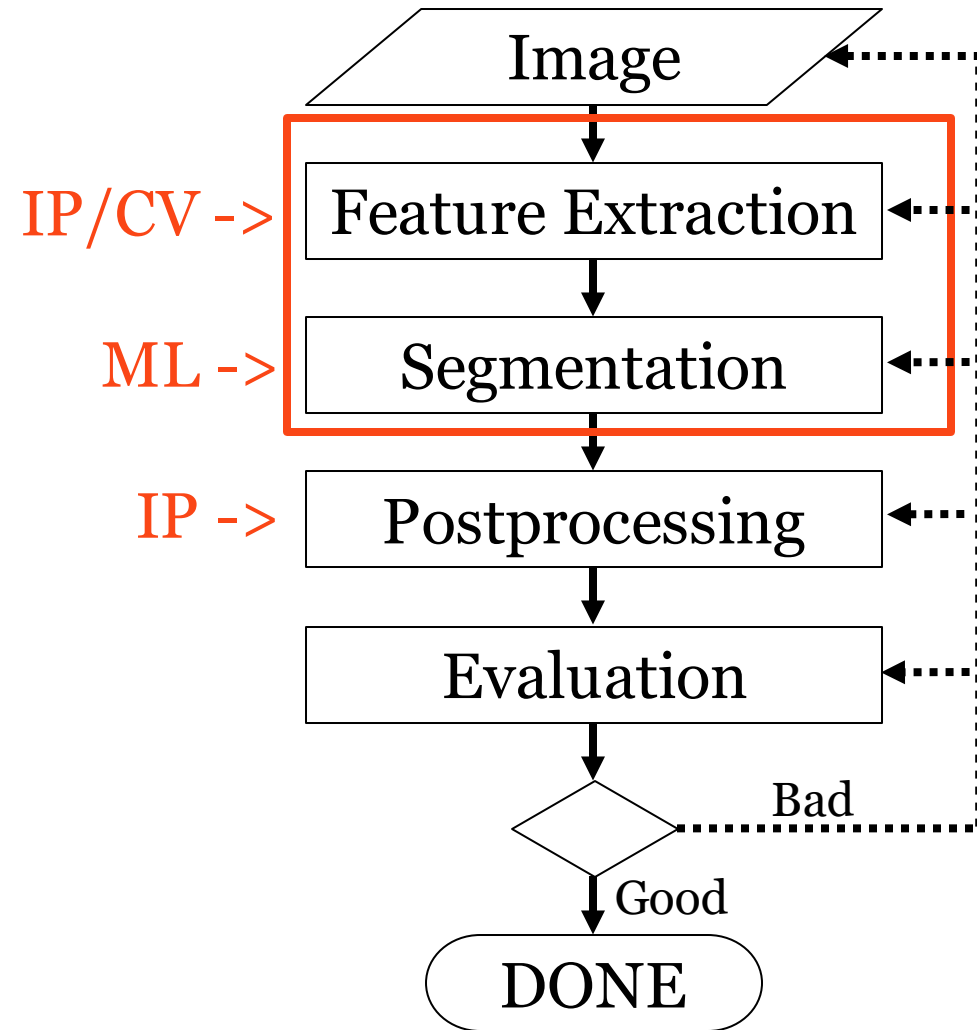 Image
IP/CV -> Feature Extraction
ML -> Segmentation
IP -> Postprocessing
Evaluation
Bad
Good
DONE